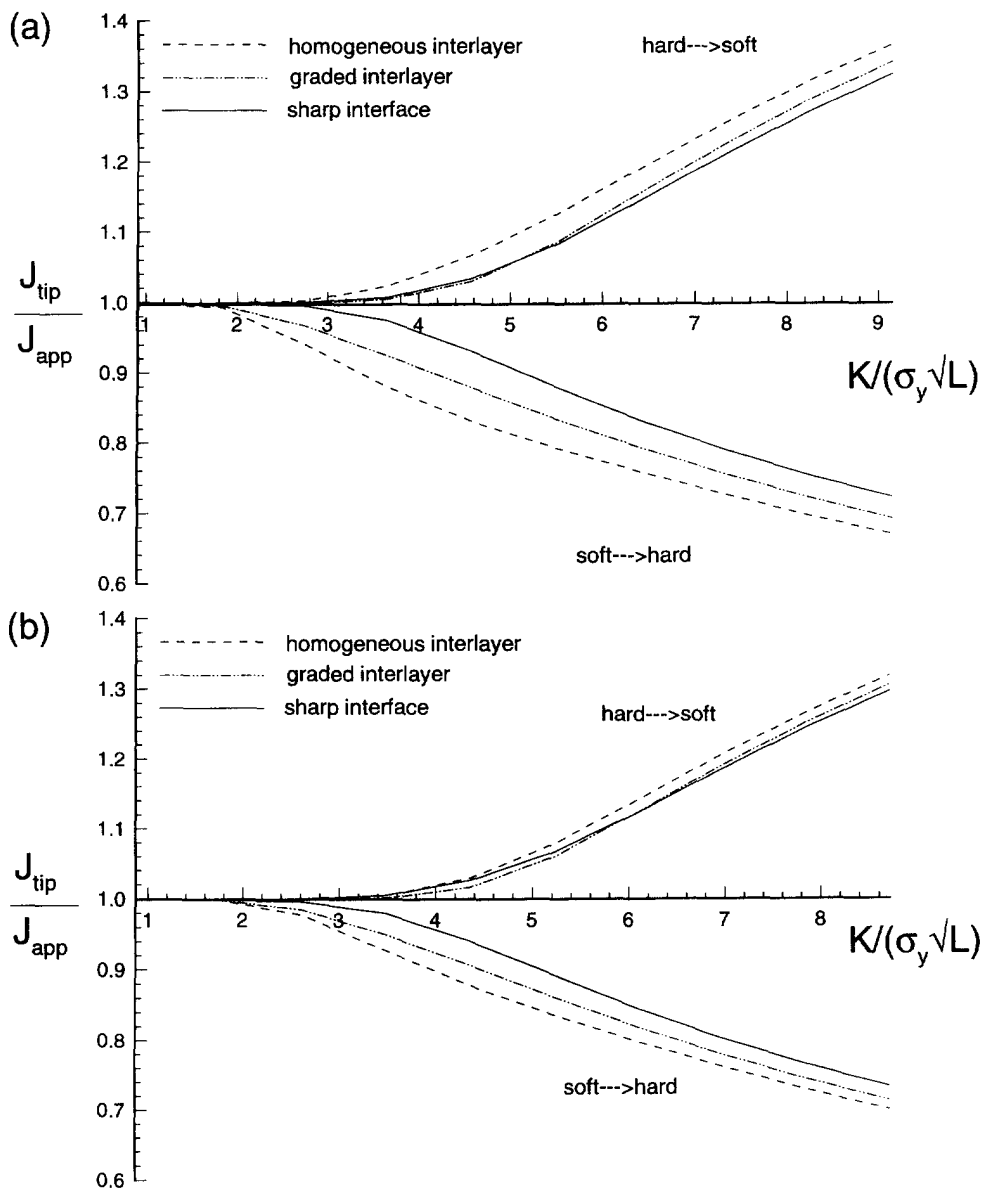 (a)
1.4
homogeneous interlayer
hard--->soft
graded interlayer
1.3
sharp interface
1.2
1.1
J_tip
J_app
1.0
1 2 3 4 5 6 7 8 9
K/(σ_y√L)
0.9
0.8
0.7
soft--->hard
0.6
(b)
1.4
homogeneous interlayer
graded interlayer
1.3
sharp interface
hard--->soft
1.2
1.1
J_tip
J_app
1.0
1 2 3 4 5 6 7 8
K/(σ_y√L)
0.9
0.8
soft--->hard
0.7
0.6